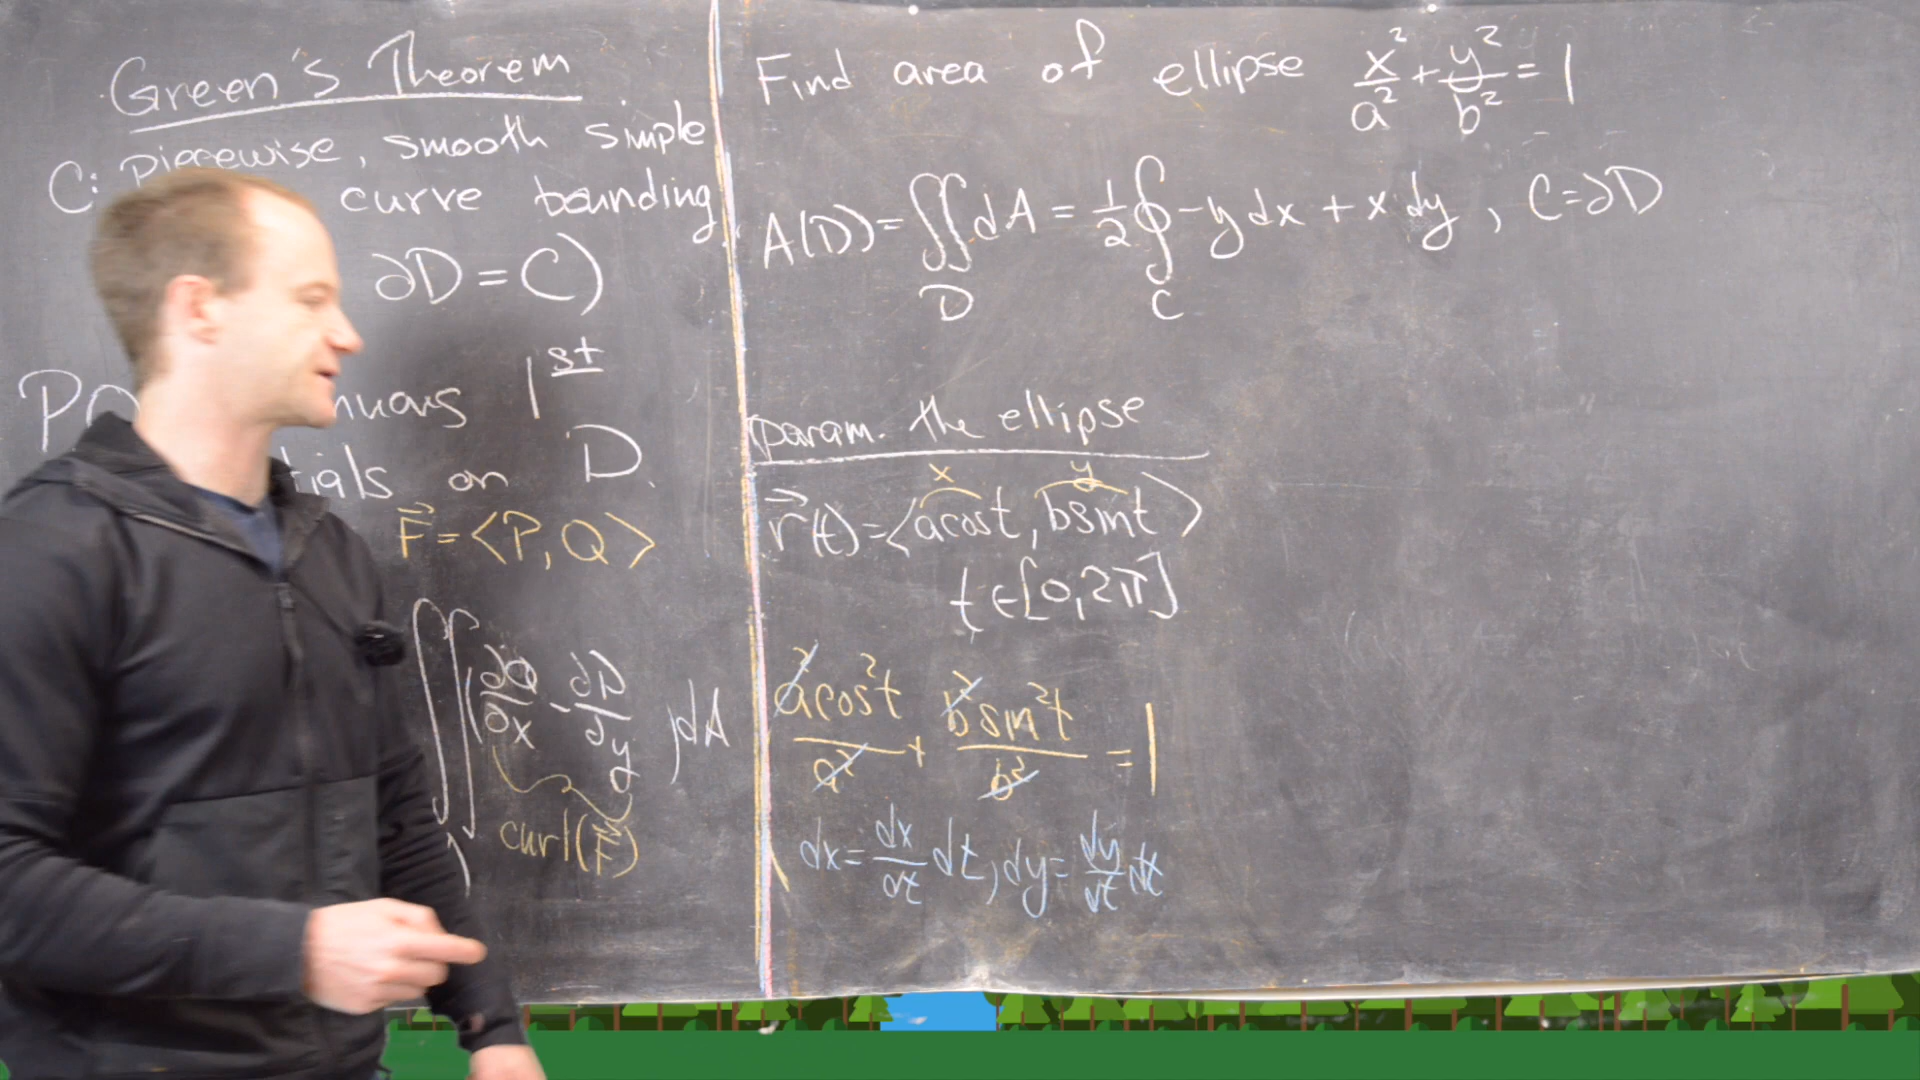 Green's Theorem
C: Piecewise, smooth simple
curve bounding
∂D = C)
1st
on D.
F⃗ = <P, Q>
∬(∂Q/∂x - ∂P/∂y)dA
curl(F⃗)
Find area of ellipse x²/a² + y²/b² = 1
A(D) = ∬_D dA = 1/2 ∮_C -y dx + x dy, C = ∂D
param. the ellipse
x y
r⃗(t) = <a cos t, b sin t>
t ∈ [0, 2π]
a² cos² t/a² + b² sin² t/b² = 1
dx = dx/dt dt, dy = dy/dt dt